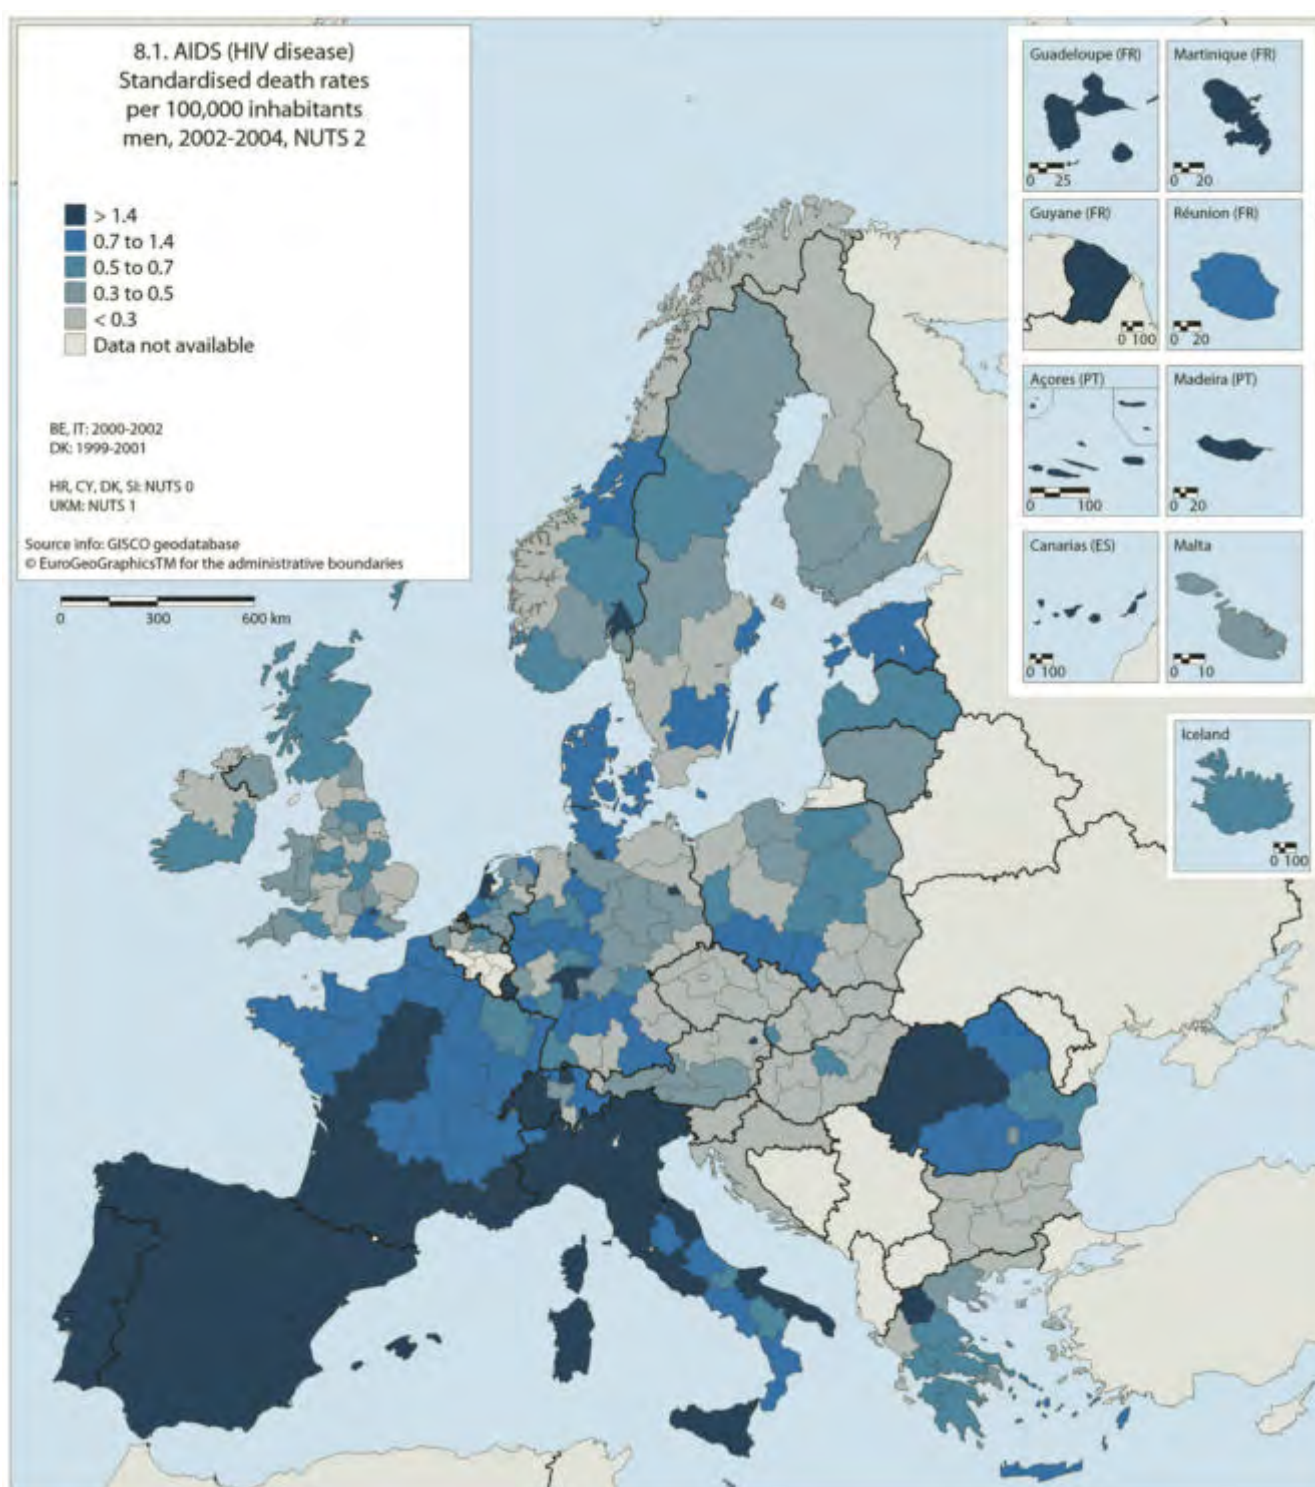 8.1. AIDS (HIV disease)
Standardised death rates
per 100,000 inhabitants
men, 2002-2004, NUTS 2
> 1.4
0.7 to 1.4
0.5 to 0.7
0.3 to 0.5
< 0.3
Data not available
BE, IT: 2000-2002
DK: 1999-2001
HR, CY, DK, SI: NUTS 0
UKM: NUTS 1
Source info: GISCO geodatabase
© EuroGeoGraphicsTM for the administrative boundaries
0 300 600 km
Guadeloupe (FR)
0 25
Martinique (FR)
0 20
Guyane (FR)
0 100
Réunion (FR)
0 20
Açores (PT)
0 100
Madeira (PT)
0 20
Canarias (ES)
0 100
Malta
0 10
Iceland
0 100